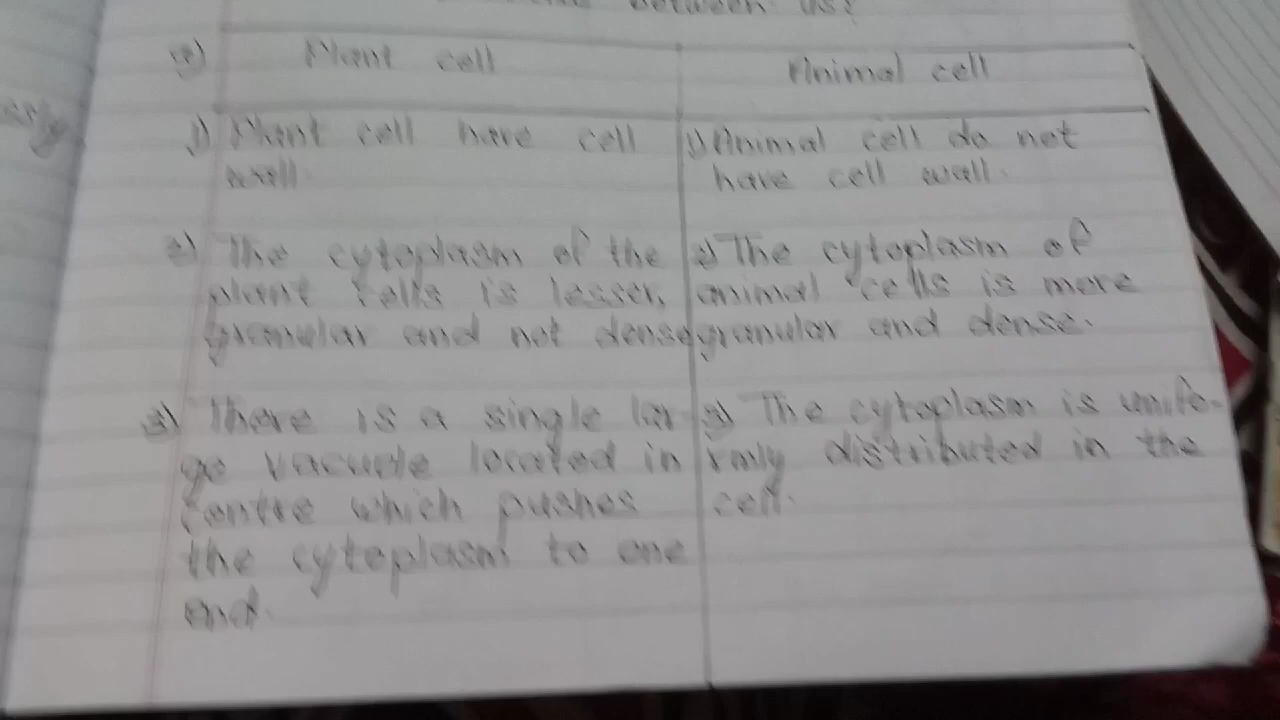 between us?
Plant cell
Animal cell
1) Plant cell have cell
wall.
1) Animal cell do not
have cell wall.
2) The cytoplasm of the
plant cells is lesser,
granular and not dense
2) The cytoplasm of
animal cells is more
granular and dense.
3) There is a single lar-
ge vacuole located in
centre which pushes
the cytoplasm to one
end.
3) The cytoplasm is unifo-
rmly distributed in the
cell.